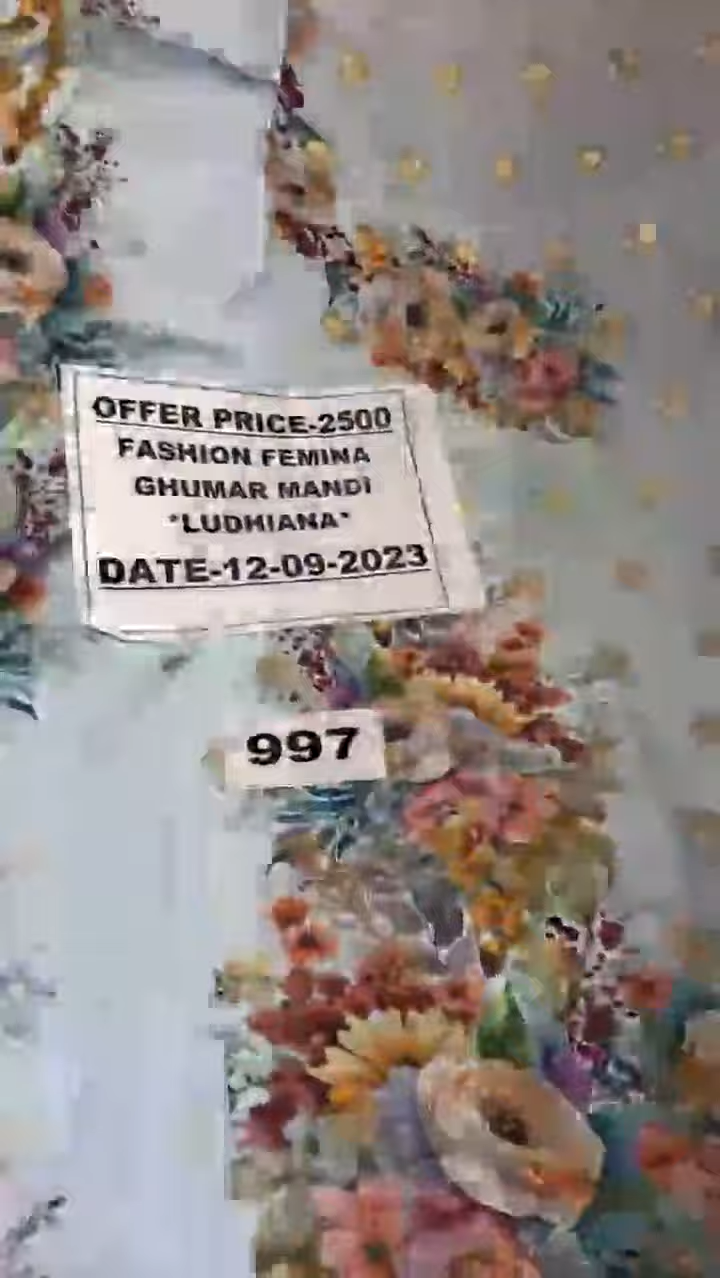 OFFER PRICE-2500
FASHION FEMINA
GHUMAR MANDI
"LUDHIANA"
DATE-12-09-2023
997